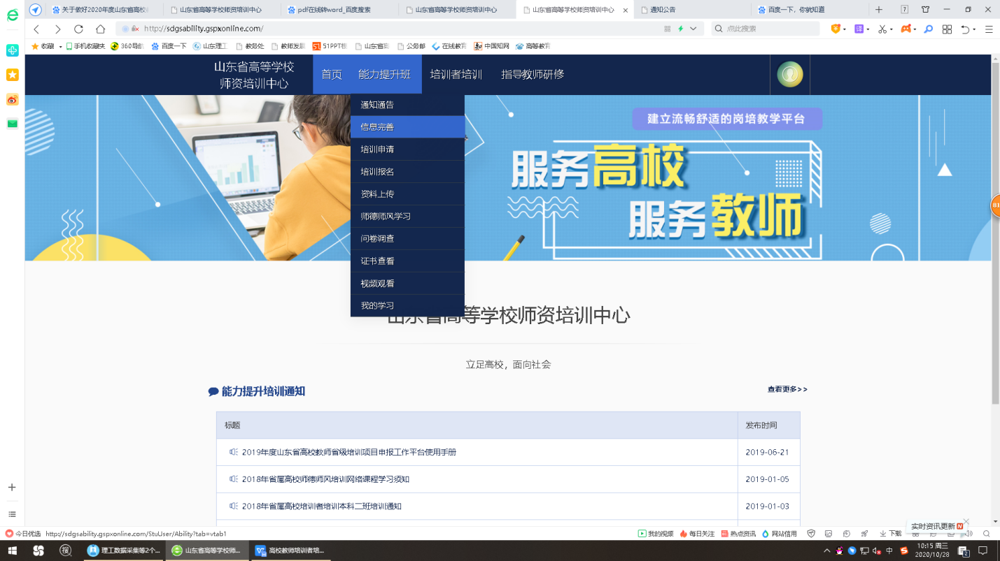 关于做好2020年度山东省高校
山东省高等学校师资培训中心
pdf在线转word_百度搜索
山东省高等学校师资培训中心
山东省高等学校师资培训中心
通知公告
百度一下，你就知道
http://sdgsability.gspxonline.com/
点此搜索
译
收藏 手机收藏夹 360导航 百度一下 山东理工 教务处 教师发展 51PPT模 山东省高 公务邮 在线教育 中国知网 高等教育
山东省高等学校
师资培训中心
首页 能力提升班 培训者培训 指导教师研修
通知通告
信息完善
培训申请
培训报名
资料上传
师德师风学习
问卷调查
证书查看
视频观看
我的学习
建立流畅舒适的岗培教学平台
服务高校
服务教师
81
山东省高等学校师资培训中心
立足高校，面向社会
能力提升培训通知
查看更多>>
标题 发布时间
2019年度山东省高校教师省级培训项目申报工作平台使用手册 2019-06-21
2018年省属高校师德师风培训网络课程学习须知 2019-01-05
2018年省属高校培训者培训本科二班培训通知 2019-01-03
实时资讯更新
今日优选 http://sdgsability.gspxonline.com/StuUser/Ability?tab=vtab1
我的视频 每日关注 热点资讯 网站信用 下载
理工数据采集等2个...
山东省高等学校师...
高校教师培训者培...
中
10:15 周三
2020/10/28
2